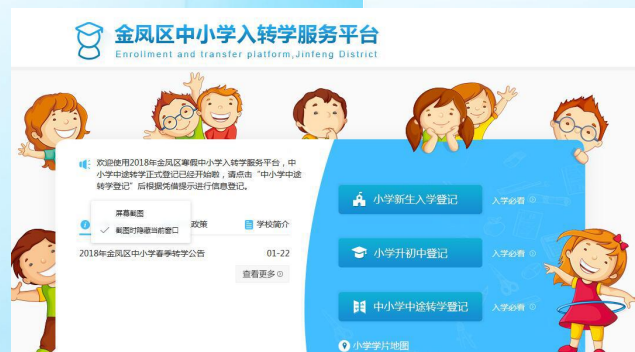 金凤区中小学入转学服务平台
Enrollment and transfer platform,Jinfeng District
欢迎使用2018年金凤区寒假中小学入转学服务平台，中
小学中途转学正式登记已经开始啦，请点击“中小学中途
转学登记”后根据凭借提示进行信息登记。
屏幕截图
截图时隐藏当前窗口
政策
学校简介
2018年金凤区中小学春季转学公告 01-22
查看更多
小学新生入学登记 入学必看
小学升初中登记 入学必看
中小学中途转学登记 入学必看
小学学片地图